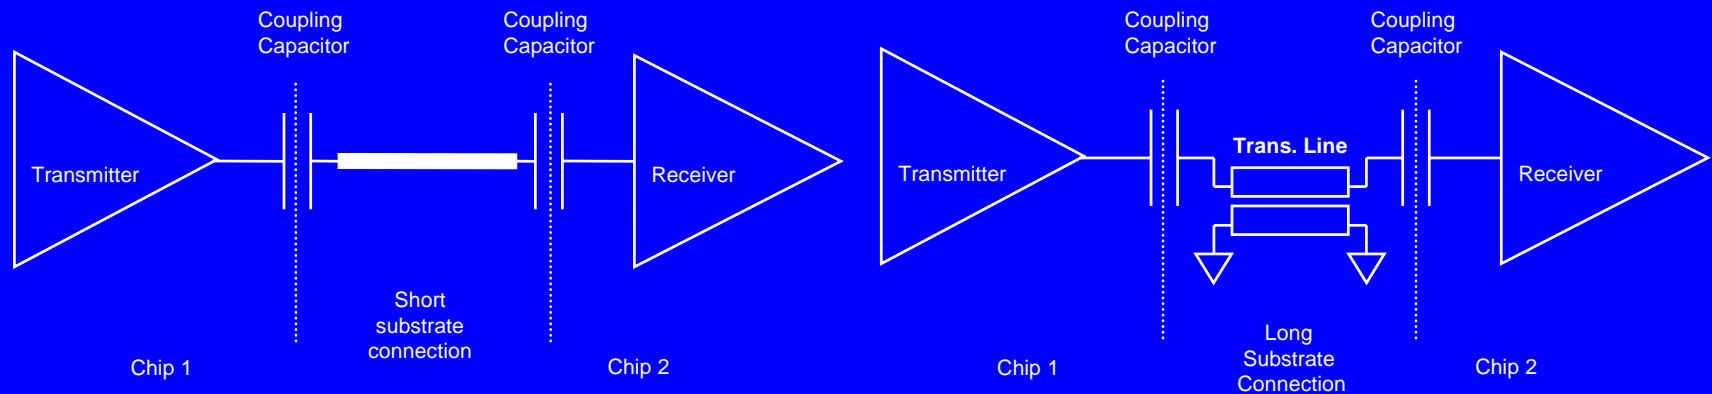 Coupling
Capacitor
Coupling
Capacitor
Transmitter
Receiver
Short
substrate
connection
Chip 1
Chip 2
Coupling
Capacitor
Coupling
Capacitor
Trans. Line
Transmitter
Receiver
Long
Substrate
Connection
Chip 1
Chip 2